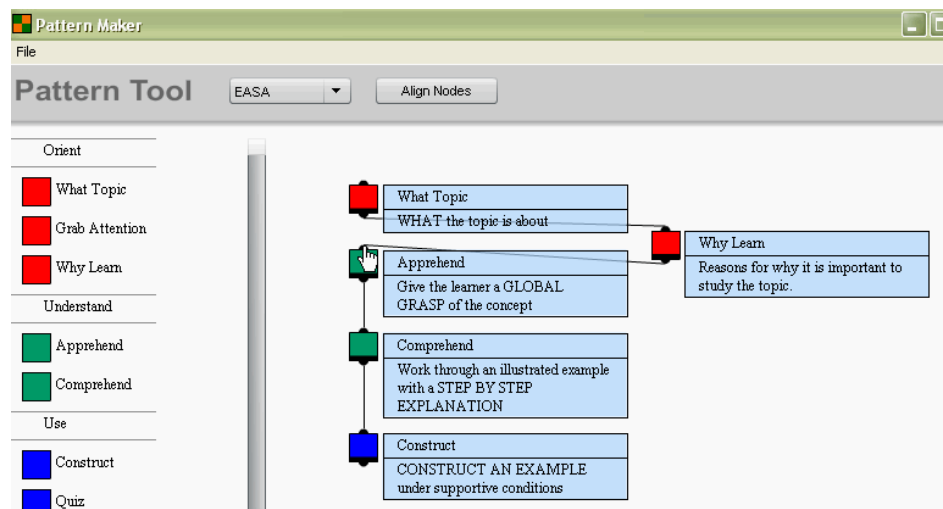 Pattern Maker
File
Pattern Tool
EASA
Align Nodes
Orient
What Topic
Grab Attention
Why Learn
Understand
Apprehend
Comprehend
Use
Construct
Quiz
What Topic
WHAT the topic is about
Why Learn
Reasons for why it is important to
study the topic.
Apprehend
Give the learner a GLOBAL
GRASP of the concept
Comprehend
Work through an illustrated example
with a STEP BY STEP
EXPLANATION
Construct
CONSTRUCT AN EXAMPLE
under supportive conditions